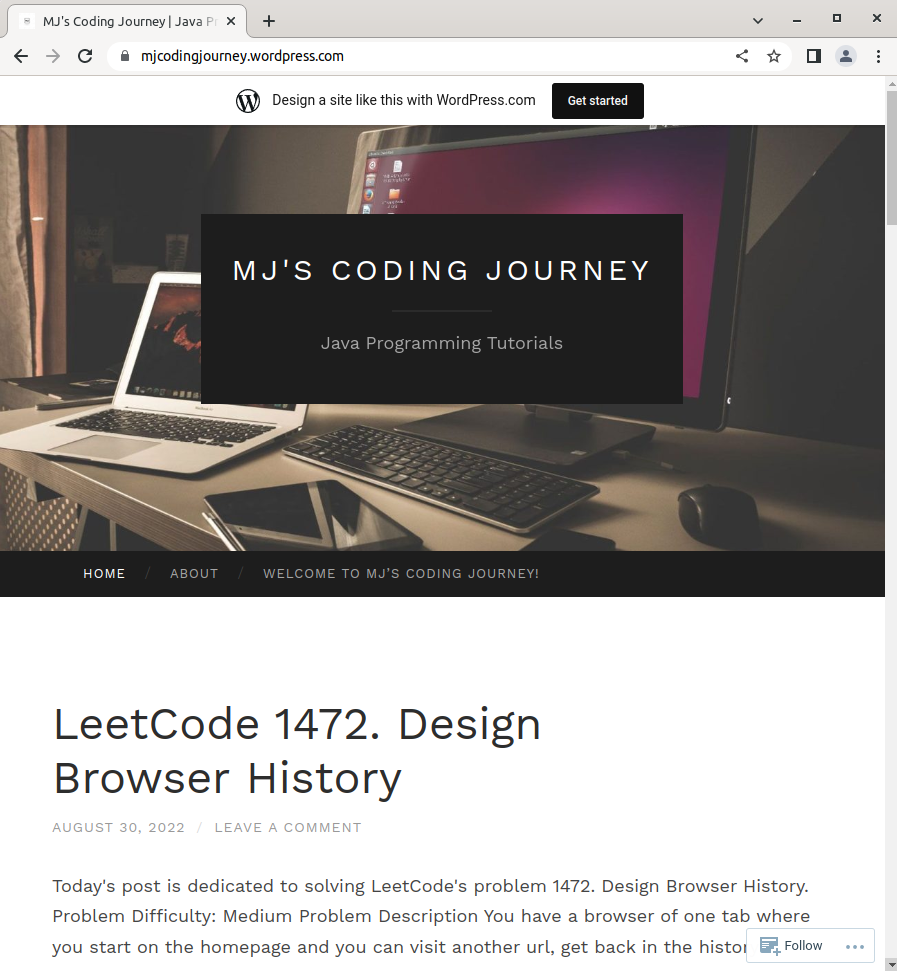 MJ's Coding Journey | Java Pr
mjcodingjourney.wordpress.com
Design a site like this with WordPress.com
Get started
MJ'S CODING JOURNEY
Java Programming Tutorials
HOME / ABOUT / WELCOME TO MJ'S CODING JOURNEY!
LeetCode 1472. Design
Browser History
AUGUST 30, 2022 / LEAVE A COMMENT
Today's post is dedicated to solving LeetCode's problem 1472. Design Browser History.
Problem Difficulty: Medium Problem Description You have a browser of one tab where
you start on the homepage and you can visit another url, get back in the histor
Follow